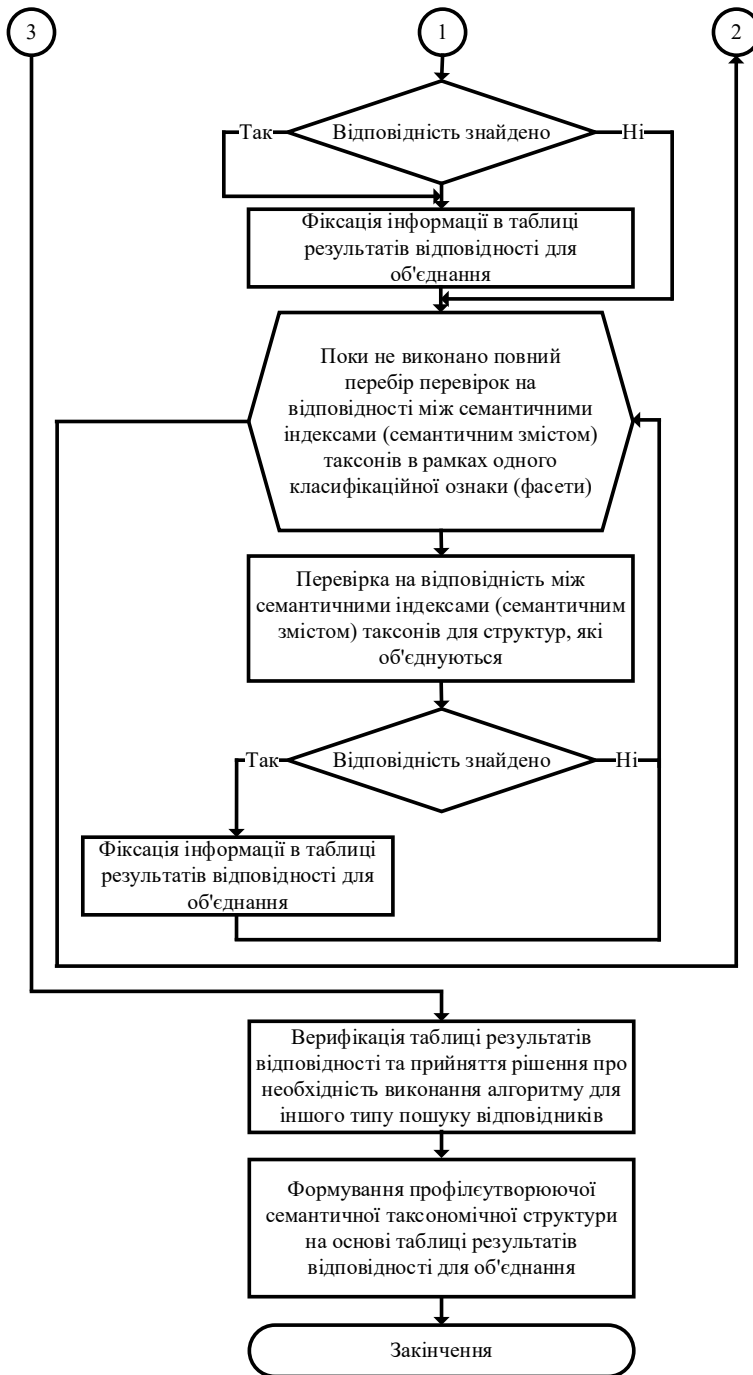 3
1
2
Відповідність знайдено
Так
Ні
Фіксація інформації в таблиці
результатів відповідності для
об'єднання
Поки не виконано повний
перебір перевірок на
відповідності між семантичними
індексами (семантичним змістом)
таксонів в рамках одного
класифікаційної ознаки (фасети)
Перевірка на відповідність між
семантичними індексами (семантичним
змістом) таксонів для структур, які
об'єднуються
Так
Відповідність знайдено
Ні
Фіксація інформації в таблиці
результатів відповідності для
об'єднання
Верифікація таблиці результатів
відповідності та прийняття рішення про
необхідність виконання алгоритму для
іншого типу пошуку відповідників
Формування профілєутворюючої
семантичної таксономічної структури
на основі таблиці результатів
відповідності для об'єднання
Закінчення